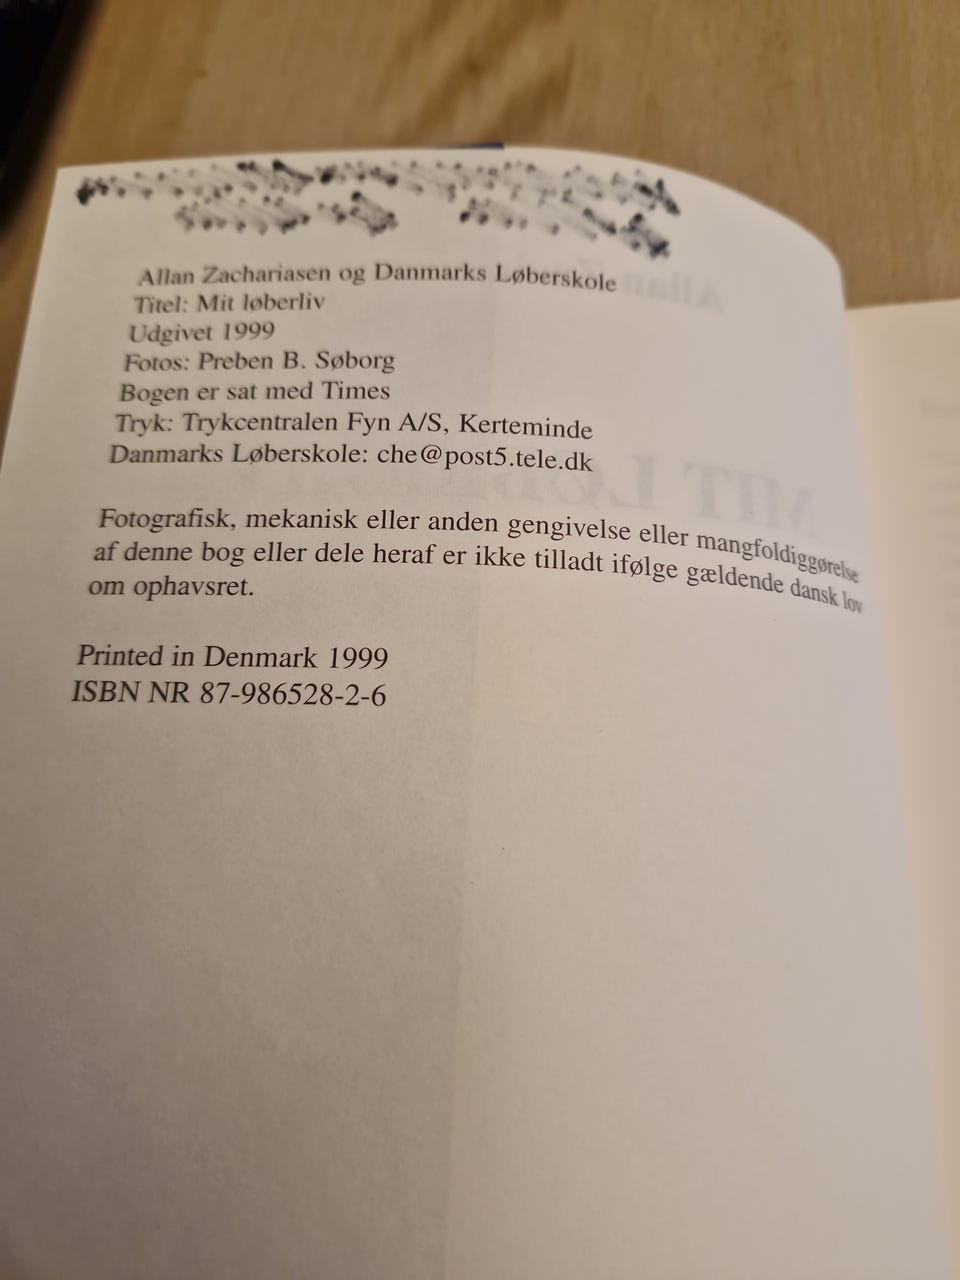 Allan Zachariasen og Danmarks Løberskole
Titel: Mit løberliv
Udgivet 1999
Fotos: Preben B. Søborg
Bogen er sat med Times
Tryk: Trykcentralen Fyn A/S, Kerteminde
Danmarks Løberskole: che@post5.tele.dk
Fotografisk, mekanisk eller anden gengivelse eller mangfoldiggørelse
af denne bog eller dele heraf er ikke tilladt ifølge gældende dansk lov
om ophavsret.
Printed in Denmark 1999
ISBN NR 87-986528-2-6